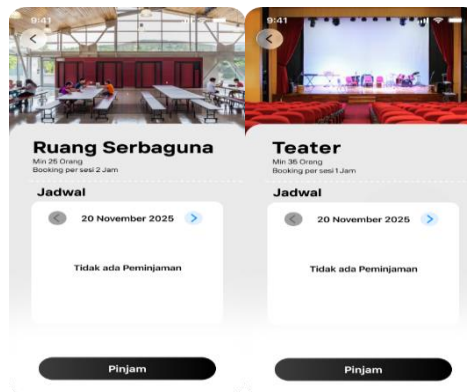 9:41
Ruang Serbaguna
Min 25 Orang
Booking per sesi 2 Jam
Jadwal
20 November 2025
Tidak ada Peminjaman
Pinjam
9:41
Teater
Min 35 Orang
Booking per sesi 1 Jam
Jadwal
20 November 2025
Tidak ada Peminjaman
Pinjam